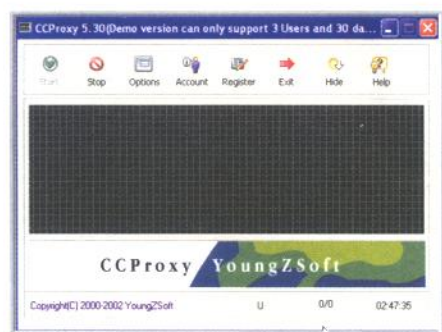 CCProxy 5.30(Demo version can only support 3 Users and 30 da...
Start Stop Options Account Register Exit Hide Help
CCProxy YoungZSoft
Copyright(C) 2000-2002 YoungZSoft U 0/0 02:47:35